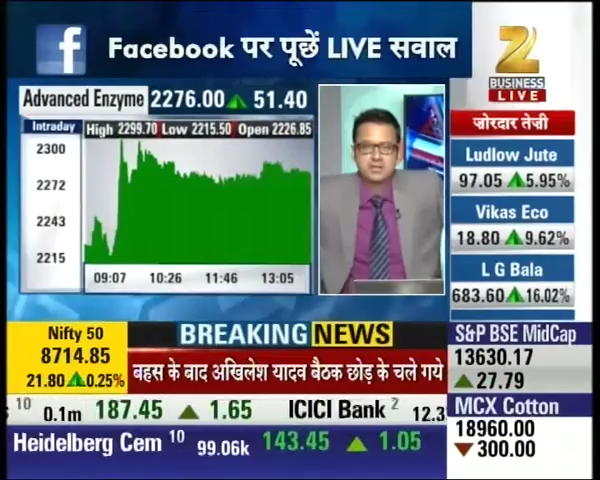 f Facebook पर पूछें LIVE सवाल
Z
BUSINESS
LIVE
Advanced Enzyme 2276.00 51.40
Intraday High 2299.70 Low 2215.50 Open 2226.85
2300
2272
2243
2215
09:07 10:26 11:46 13:05
ज़ोरदार तेज़ी
Ludlow Jute
97.05 5.95%
Vikas Eco
18.80 9.62%
L G Bala
683.60 16.02%
Nifty 50
8714.85
21.80 0.25%
BREAKING NEWS
बहस के बाद अखिलेश यादव बैठक छोड़ के चले गये
S&P BSE MidCap
13630.17
27.79
MCX Cotton
18960.00
300.00
10 0.1m 187.45 1.65 ICICI Bank 2 12.3
Heidelberg Cem 10 99.06k 143.45 1.05